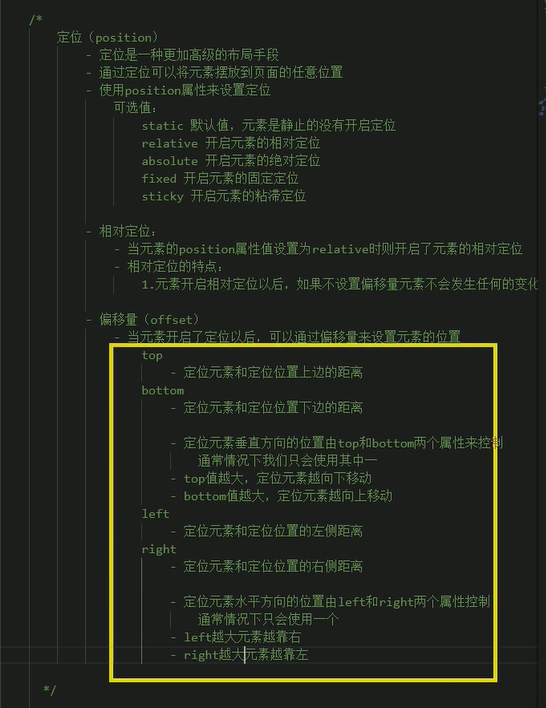 /*
定位（position）
- 定位是一种更加高级的布局手段
- 通过定位可以将元素摆放到页面的任意位置
- 使用position属性来设置定位
可选值：
static 默认值，元素是静止的没有开启定位
relative 开启元素的相对定位
absolute 开启元素的绝对定位
fixed 开启元素的固定定位
sticky 开启元素的粘滞定位
- 相对定位：
- 当元素的position属性值设置为relative时则开启了元素的相对定位
- 相对定位的特点：
1.元素开启相对定位以后，如果不设置偏移量元素不会发生任何的变化
- 偏移量（offset）
- 当元素开启了定位以后，可以通过偏移量来设置元素的位置
top
- 定位元素和定位位置上边的距离
bottom
- 定位元素和定位位置下边的距离
- 定位元素垂直方向的位置由top和bottom两个属性来控制
通常情况下我们只会使用其中一
- top值越大，定位元素越向下移动
- bottom值越大，定位元素越向上移动
left
- 定位元素和定位位置的左侧距离
right
- 定位元素和定位位置的右侧距离
- 定位元素水平方向的位置由left和right两个属性控制
通常情况下只会使用一个
- left越大元素越靠右
- right越大元素越靠左
*/